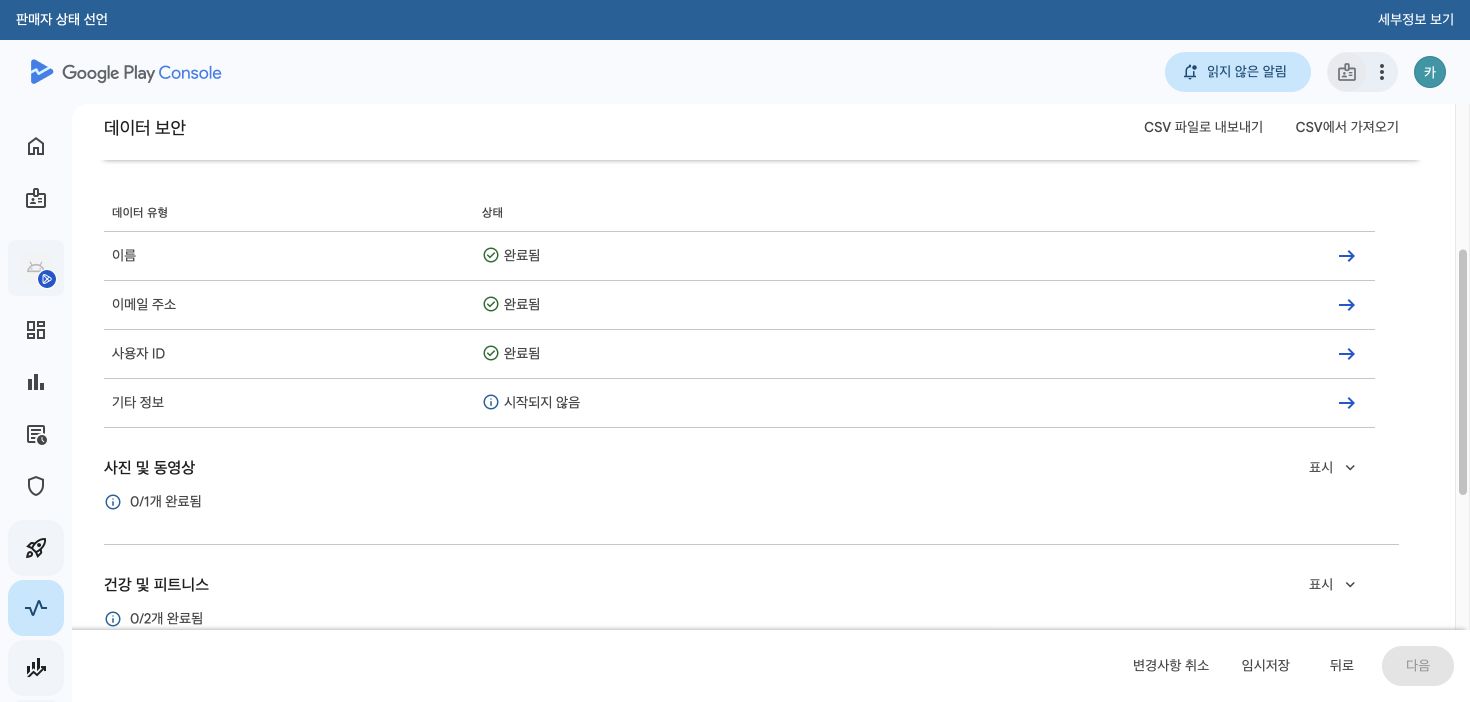 판매자 상태 선언 세부정보 보기
Google Play Console 읽지 않은 알림 카
데이터 보안 CSV 파일로 내보내기 CSV에서 가져오기
데이터 유형 상태
이름 완료됨
이메일 주소 완료됨
사용자 ID 완료됨
기타 정보 시작되지 않음
사진 및 동영상 표시
0/1개 완료됨
건강 및 피트니스 표시
0/2개 완료됨
변경사항 취소 임시저장 뒤로 다음